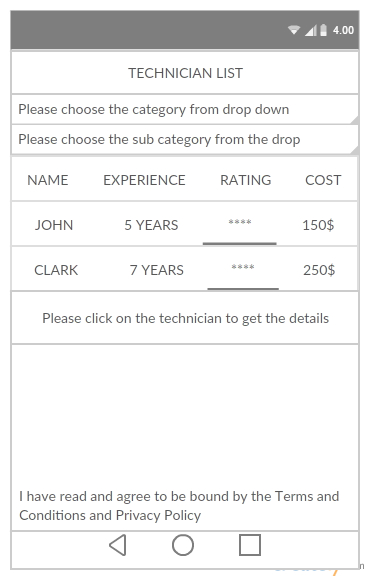 4.00
TECHNICIAN LIST
Please choose the category from drop down
Please choose the sub category from the drop
NAME EXPERIENCE RATING COST
JOHN 5 YEARS **** 150$
CLARK 7 YEARS **** 250$
Please click on the technician to get the details
I have read and agree to be bound by the Terms and
Conditions and Privacy Policy